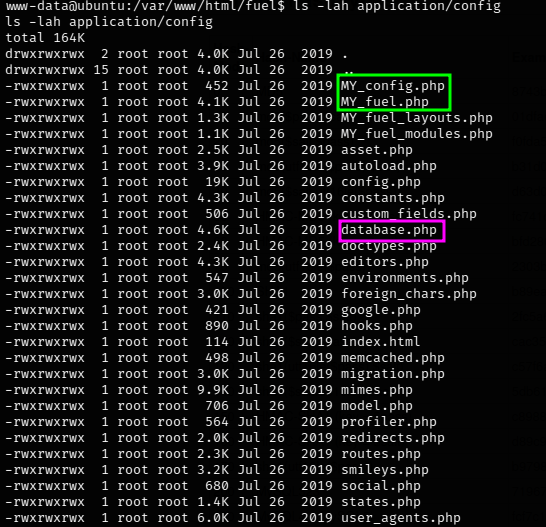 www-data@ubuntu:/var/www/html/fuel$ ls -lah application/config
ls -lah application/config
total 164K
drwxrwxrwx  2 root root 4.0K Jul 26  2019 .
drwxrwxrwx 15 root root 4.0K Jul 26  2019 ..
-rwxrwxrwx  1 root root  452 Jul 26  2019 MY_config.php
-rwxrwxrwx  1 root root 4.1K Jul 26  2019 MY_fuel.php
-rwxrwxrwx  1 root root 1.3K Jul 26  2019 MY_fuel_layouts.php
-rwxrwxrwx  1 root root 1.1K Jul 26  2019 MY_fuel_modules.php
-rwxrwxrwx  1 root root 2.5K Jul 26  2019 asset.php
-rwxrwxrwx  1 root root 3.9K Jul 26  2019 autoload.php
-rwxrwxrwx  1 root root  19K Jul 26  2019 config.php
-rwxrwxrwx  1 root root 4.3K Jul 26  2019 constants.php
-rwxrwxrwx  1 root root  506 Jul 26  2019 custom_fields.php
-rwxrwxrwx  1 root root 4.6K Jul 26  2019 database.php
-rwxrwxrwx  1 root root 2.4K Jul 26  2019 doctypes.php
-rwxrwxrwx  1 root root 4.3K Jul 26  2019 editors.php
-rwxrwxrwx  1 root root  547 Jul 26  2019 environments.php
-rwxrwxrwx  1 root root 3.0K Jul 26  2019 foreign_chars.php
-rwxrwxrwx  1 root root  421 Jul 26  2019 google.php
-rwxrwxrwx  1 root root  890 Jul 26  2019 hooks.php
-rwxrwxrwx  1 root root  114 Jul 26  2019 index.html
-rwxrwxrwx  1 root root  498 Jul 26  2019 memcached.php
-rwxrwxrwx  1 root root 3.0K Jul 26  2019 migration.php
-rwxrwxrwx  1 root root 9.9K Jul 26  2019 mimes.php
-rwxrwxrwx  1 root root  706 Jul 26  2019 model.php
-rwxrwxrwx  1 root root  564 Jul 26  2019 profiler.php
-rwxrwxrwx  1 root root 2.0K Jul 26  2019 redirects.php
-rwxrwxrwx  1 root root 2.3K Jul 26  2019 routes.php
-rwxrwxrwx  1 root root 3.2K Jul 26  2019 smileys.php
-rwxrwxrwx  1 root root  680 Jul 26  2019 social.php
-rwxrwxrwx  1 root root 1.4K Jul 26  2019 states.php
-rwxrwxrwx  1 root root 6.0K Jul 26  2019 user_agents.php